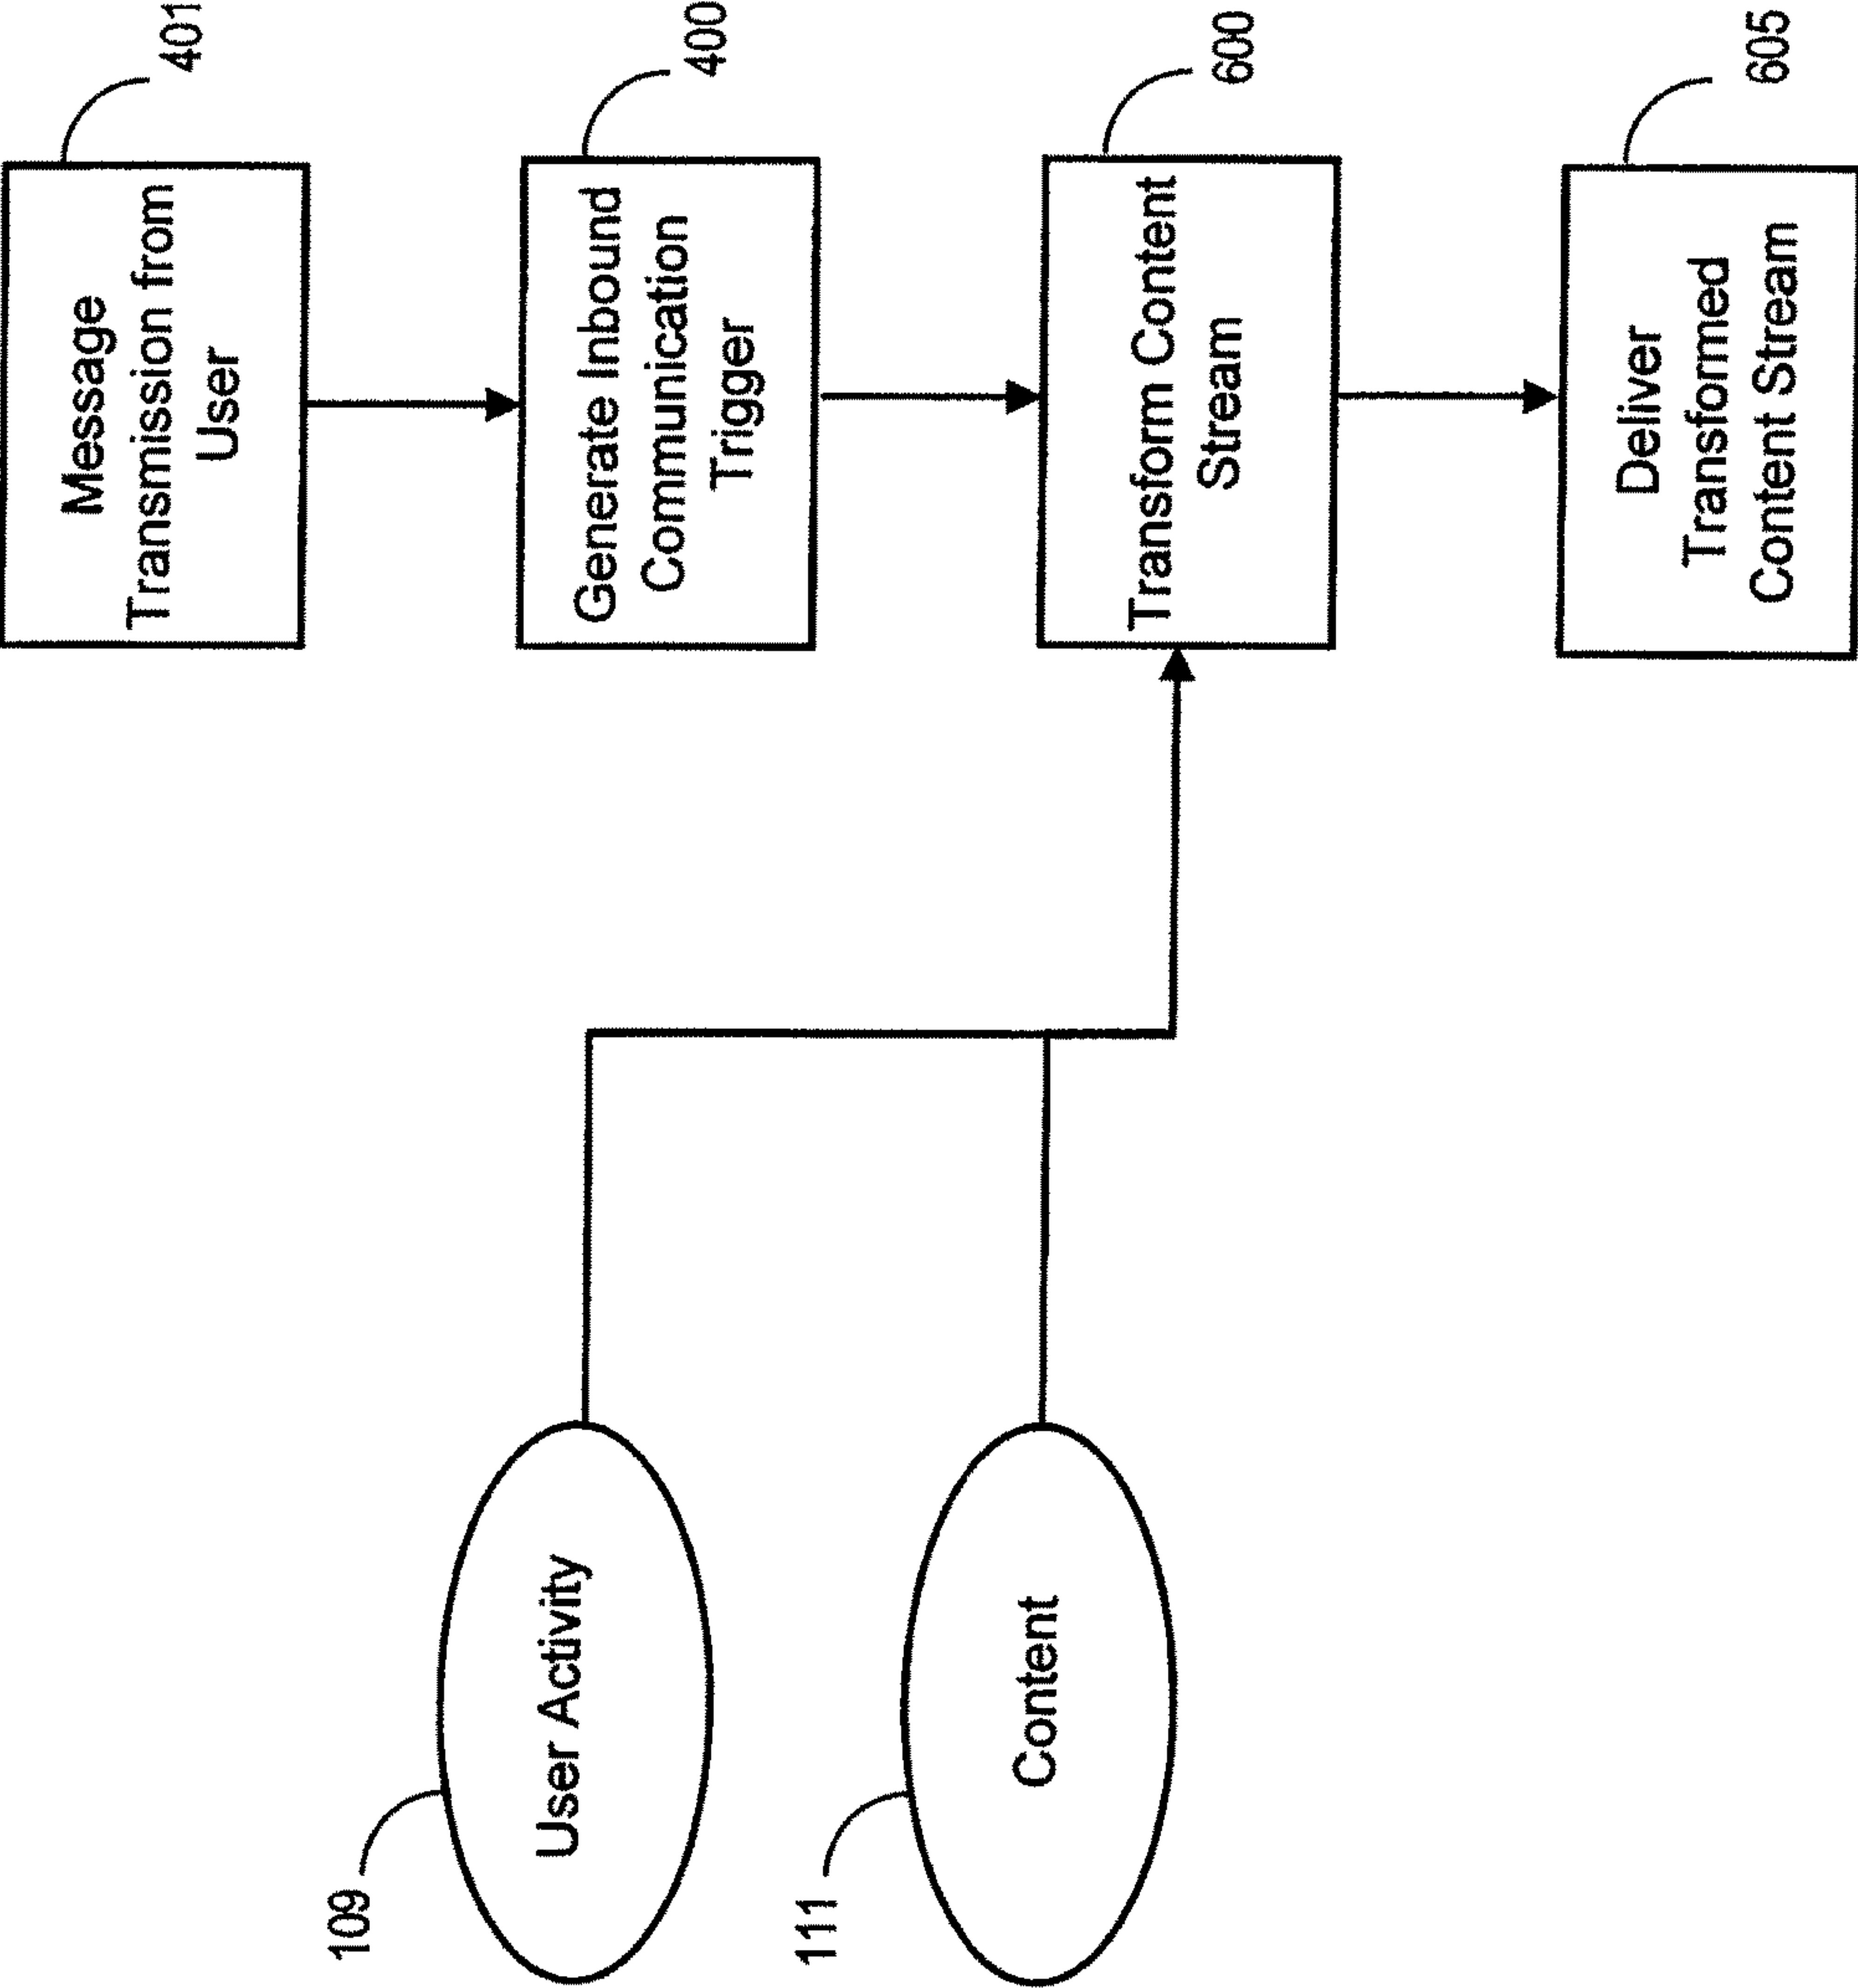 401
Message
Transmission from
User
400
Generate Inbound
Communication
Trigger
600
Transform Content
Stream
605
Deliver
Transformed
Content Stream
109
User Activity
111
Content